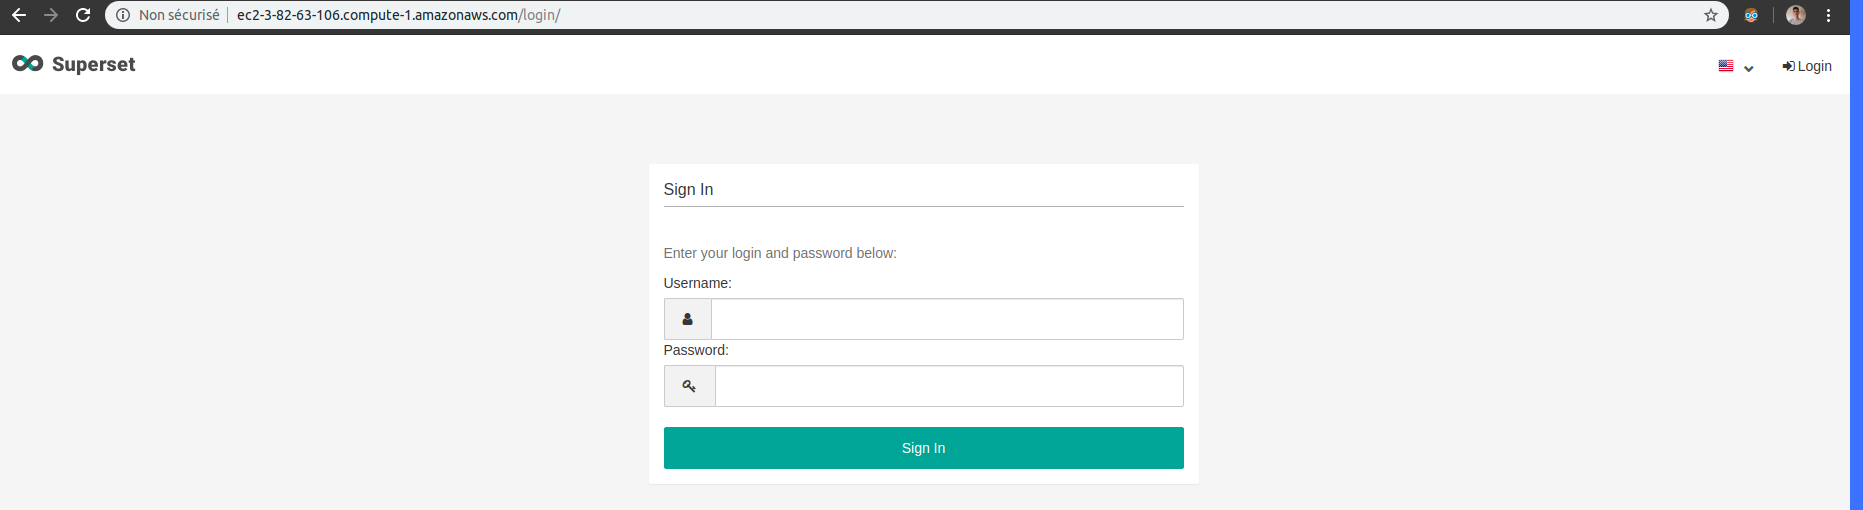 Non sécurisé ec2-3-82-63-106.compute-1.amazonaws.com/login/
Superset
Login
Sign In
Enter your login and password below:
Username:
Password:
Sign In